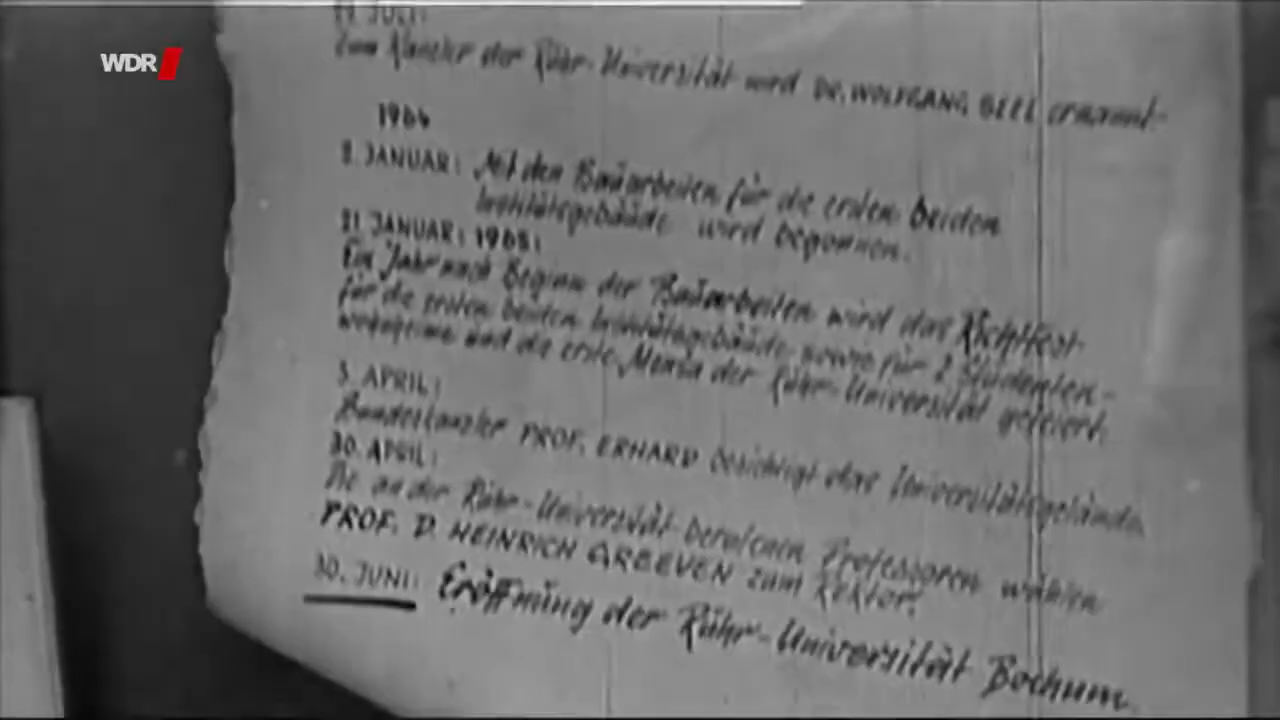 WDR
JULI:
Zum Kanzler der Ruhr-Universität wird DR. WOLFGANG SEEL ernannt.
1964
2. JANUAR: Mit den Bauarbeiten für die ersten beiden
Institutsgebäude wird begonnen.
21. JANUAR: 1965:
Ein Jahr nach Beginn der Bauarbeiten wird das Richtfest
für die ersten beiden Institutsgebäude, sowie für 2 Studenten-
wohnheime und die erste Mensa der Ruhr-Universität gefeiert.
3. APRIL:
Bundeskanzler PROF. ERHARD besichtigt das Universitätsgelände.
30. APRIL:
Die an der Ruhr-Universität berufenen Professoren wählen
PROF. D. HEINRICH GREEVEN zum Rektor.
30. JUNI: Eröffnung der Ruhr-Universität Bochum